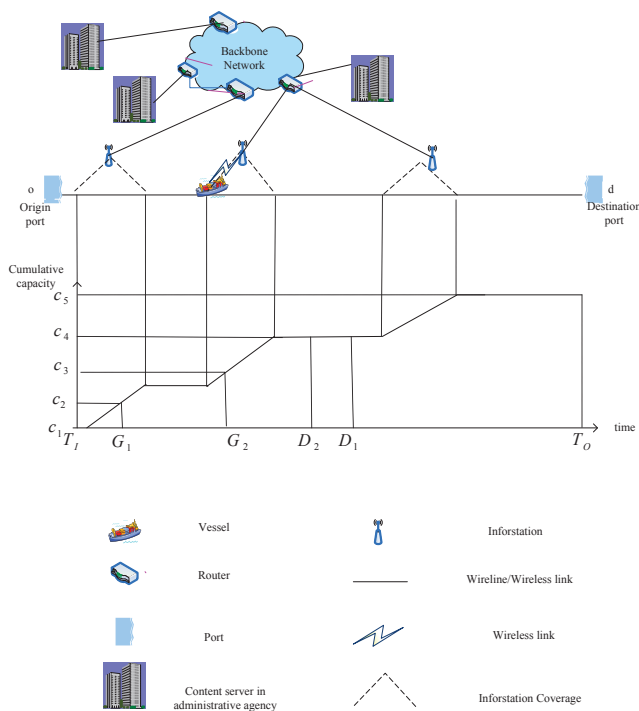 Backbone
Network
o
Origin
port
d
Destination
port
Cumulative
capacity
c5
c4
c3
c2
c1
TI
G1
G2
D2
D1
TO
time
Vessel
Inforstation
Router
Wireline/Wireless link
Port
Wireless link
Content server in
administrative agency
Inforstation Coverage